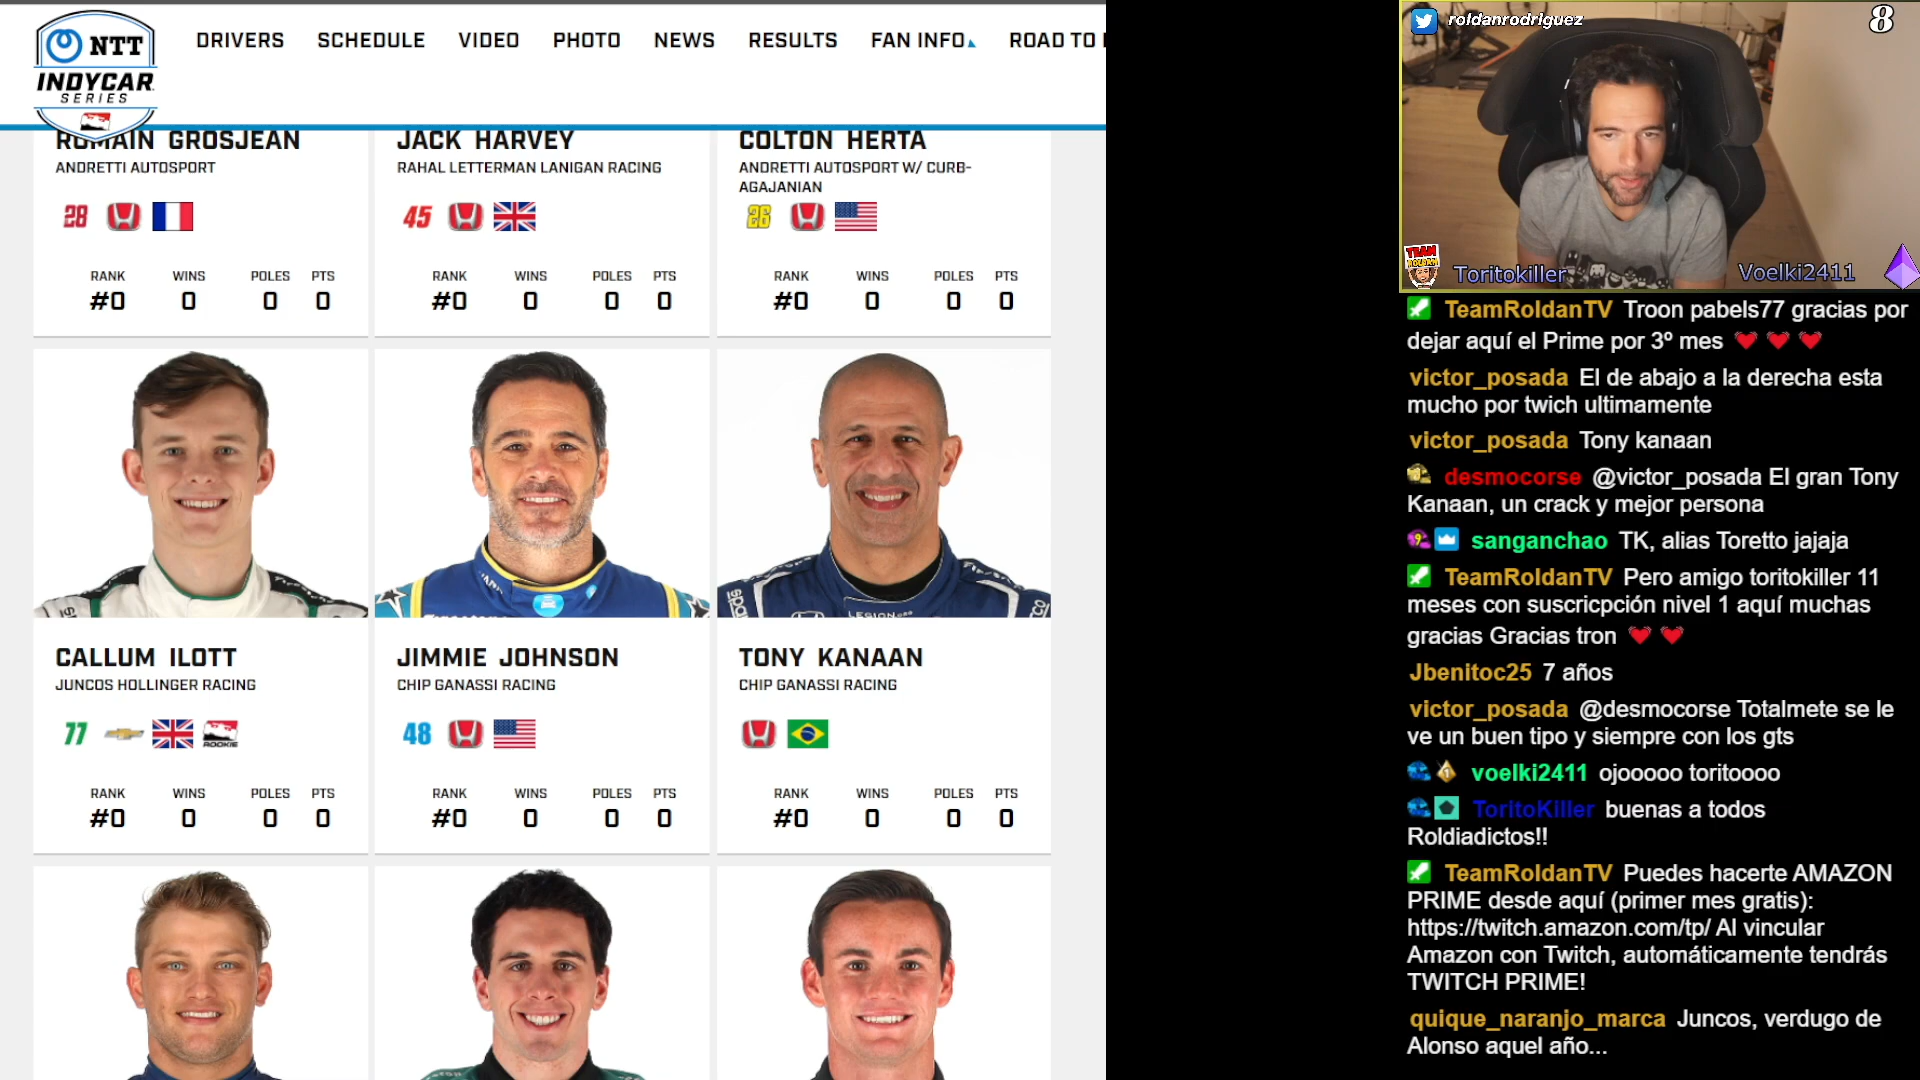 NTT
INDYCAR
SERIES
DRIVERS SCHEDULE VIDEO PHOTO NEWS RESULTS FAN INFO ROAD TO
ROMAIN GROSJEAN
ANDRETTI AUTOSPORT
28
RANK WINS POLES PTS
#0 0 0 0
JACK HARVEY
RAHAL LETTERMAN LANIGAN RACING
45
RANK WINS POLES PTS
#0 0 0 0
COLTON HERTA
ANDRETTI AUTOSPORT W/ CURB-
AGAJANIAN
26
RANK WINS POLES PTS
#0 0 0 0
CALLUM ILOTT
JUNCOS HOLLINGER RACING
77 ROOKIE
RANK WINS POLES PTS
#0 0 0 0
JIMMIE JOHNSON
CHIP GANASSI RACING
48
RANK WINS POLES PTS
#0 0 0 0
LEGION.ORG
TONY KANAAN
CHIP GANASSI RACING
RANK WINS POLES PTS
#0 0 0 0
roldanrodriguez
8
TEAM
ROLDAN
Toritokiller
Voelki2411
TeamRoldanTV Troon pabels77 gracias por
dejar aquí el Prime por 3º mes
victor_posada El de abajo a la derecha esta
mucho por twich ultimamente
victor_posada Tony kanaan
desmocorse @victor_posada El gran Tony
Kanaan, un crack y mejor persona
sanganchao TK, alias Toretto jajaja
TeamRoldanTV Pero amigo toritokiller 11
meses con suscricpción nivel 1 aquí muchas
gracias Gracias tron
Jbenitoc25 7 años
victor_posada @desmocorse Totalmete se le
ve un buen tipo y siempre con los gts
voelki2411 ojooooo toritoooo
ToritoKiller buenas a todos
Roldiadictos!!
TeamRoldanTV Puedes hacerte AMAZON
PRIME desde aquí (primer mes gratis):
https://twitch.amazon.com/tp/ Al vincular
Amazon con Twitch, automáticamente tendrás
TWITCH PRIME!
quique_naranjo_marca Juncos, verdugo de
Alonso aquel año...